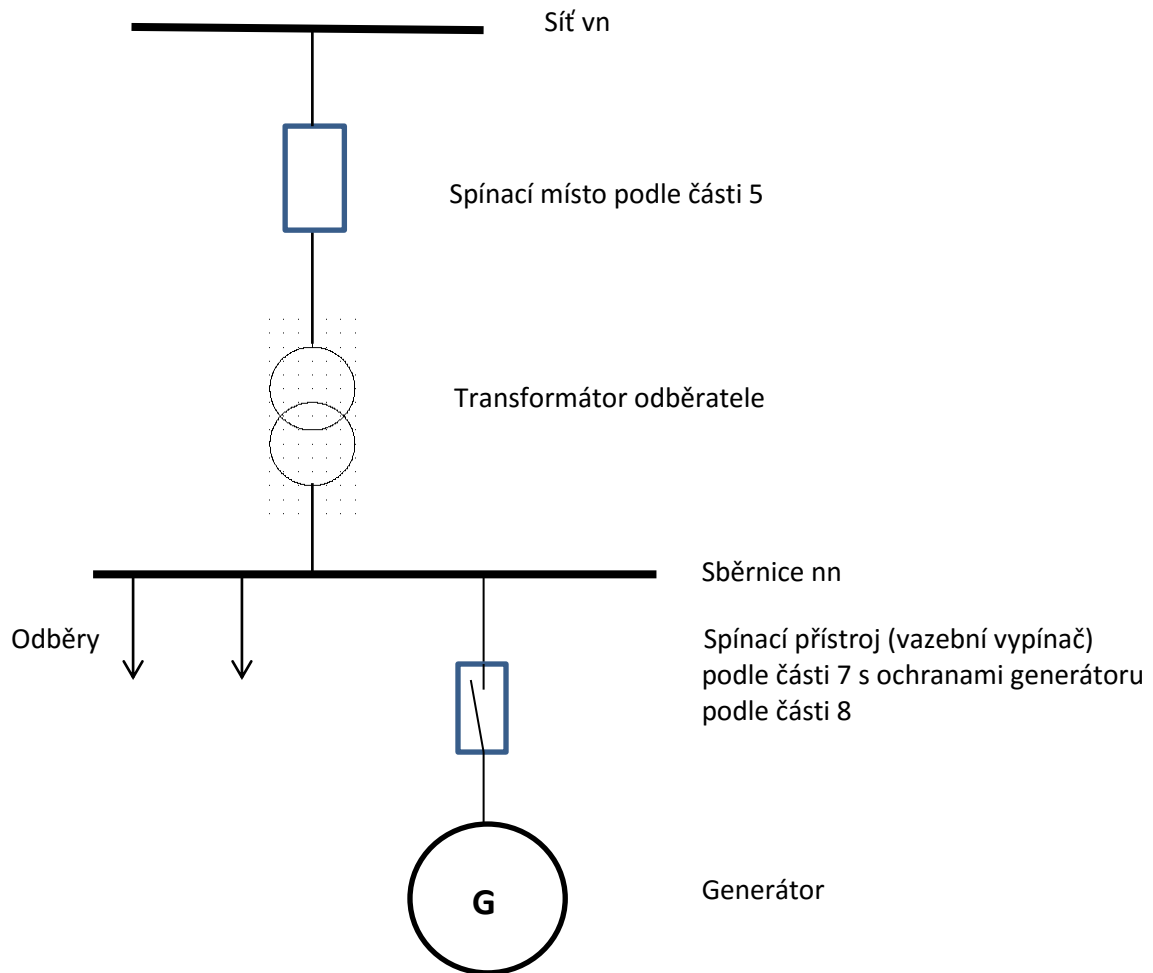 Síť vn
Spínací místo podle části 5
Transformátor odběratele
Sběrnice nn
Odběry
Spínací přístroj (vazební vypínač)
podle části 7 s ochranami generátoru
podle části 8
G
Generátor